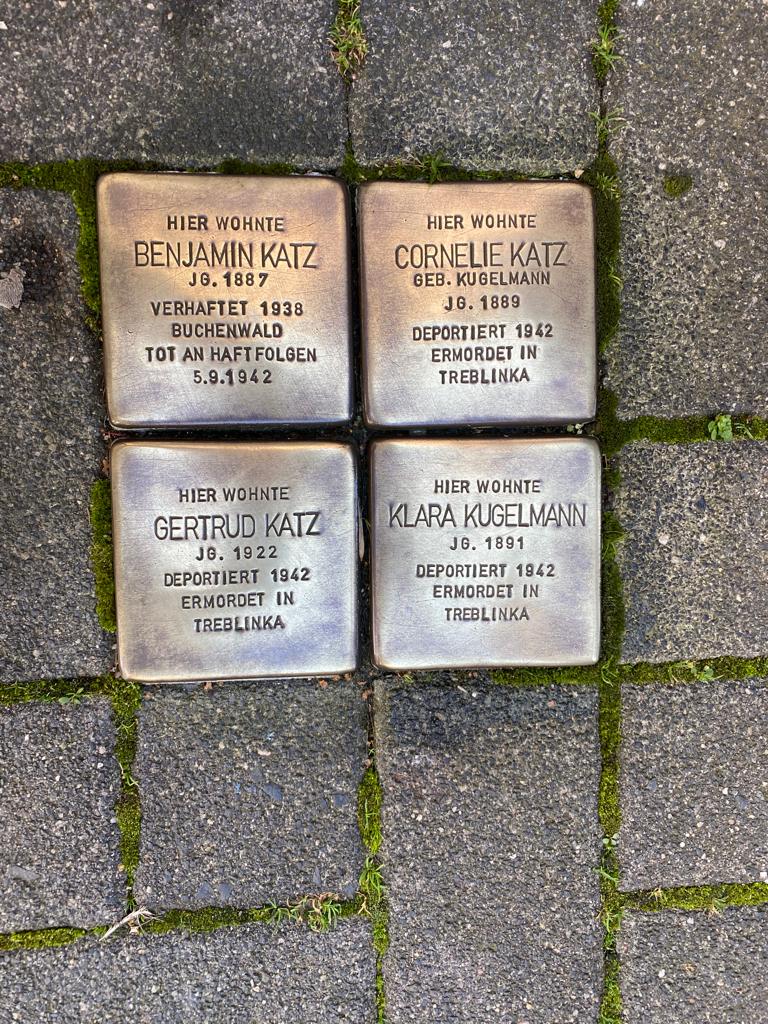 HIER WOHNTE
BENJAMIN KATZ
JG. 1887
VERHAFTET 1938
BUCHENWALD
TOT AN HAFTFOLGEN
5.9.1942
HIER WOHNTE
CORNELIE KATZ
GEB. KUGELMANN
JG. 1889
DEPORTIERT 1942
ERMORDET IN
TREBLINKA
HIER WOHNTE
GERTRUD KATZ
JG. 1922
DEPORTIERT 1942
ERMORDET IN
TREBLINKA
HIER WOHNTE
KLARA KUGELMANN
JG. 1891
DEPORTIERT 1942
ERMORDET IN
TREBLINKA